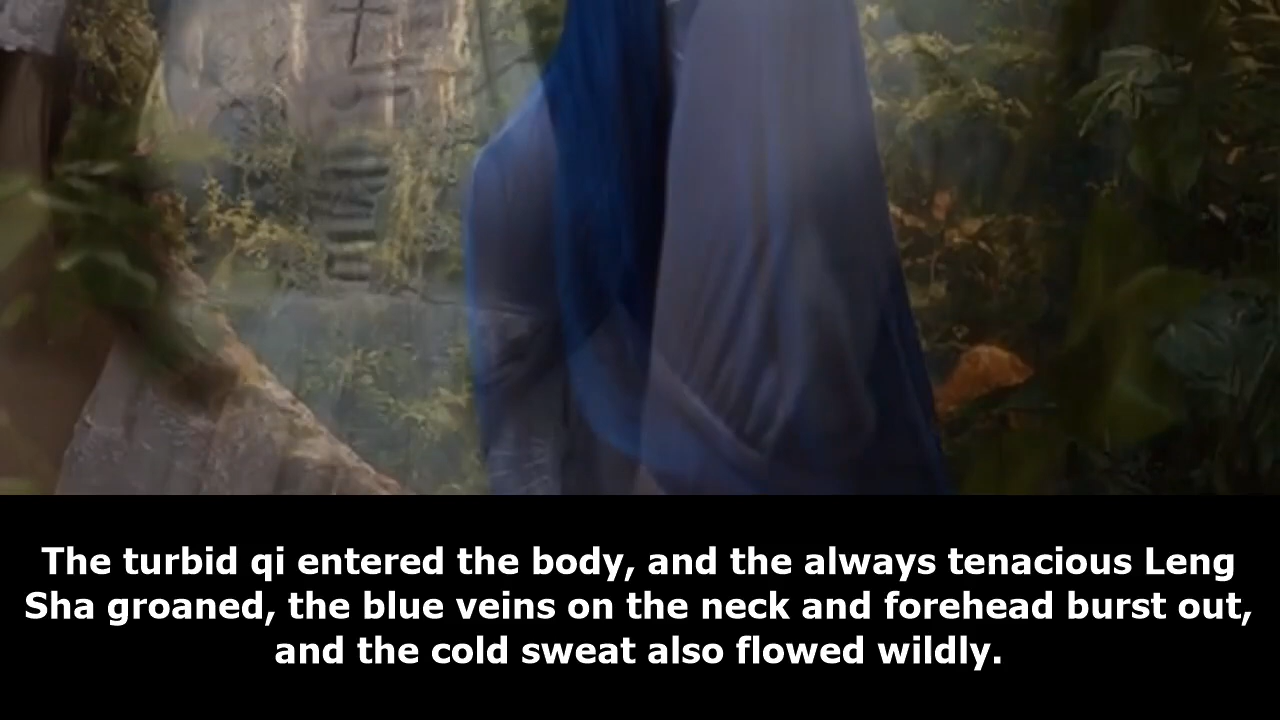 The turbid qi entered the body, and the always tenacious Leng
Sha groaned, the blue veins on the neck and forehead burst out,
and the cold sweat also flowed wildly.